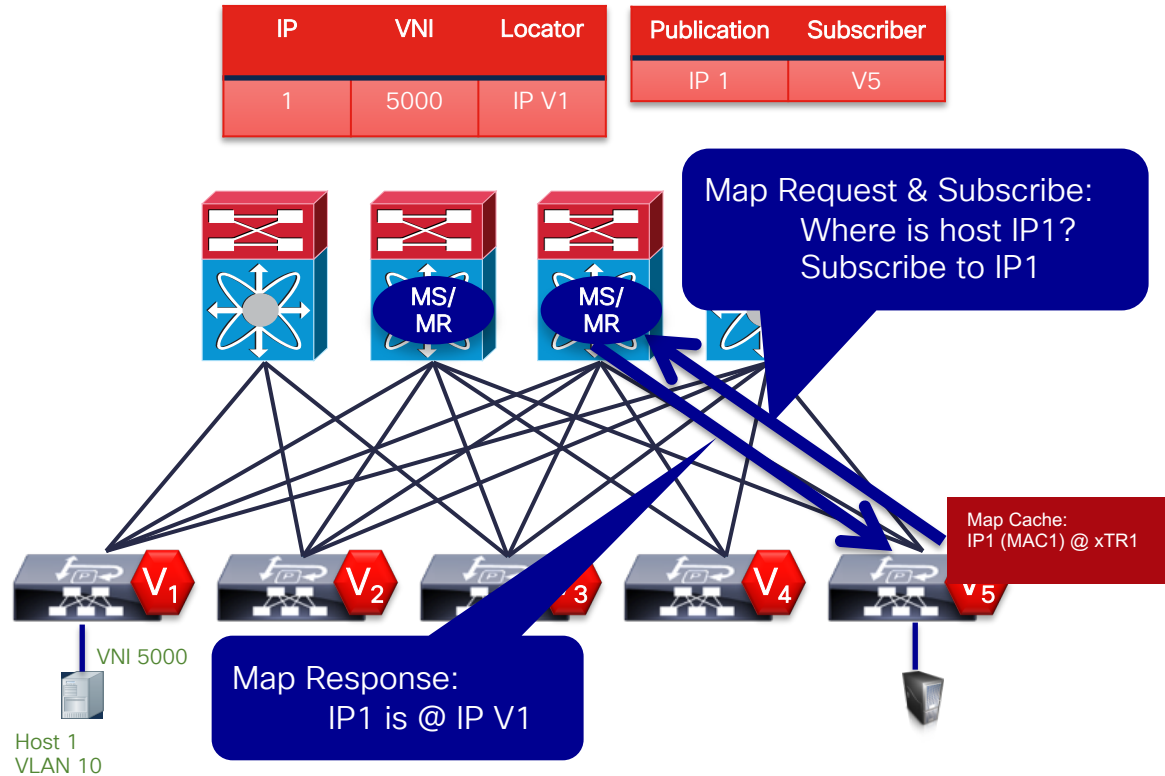 IP VNI Locator
1 5000 IP V1
Publication Subscriber
IP 1 V5
Map Request & Subscribe:
Where is host IP1?
Subscribe to IP1
MS/
MR
MS/
MR
Map Cache:
IP1 (MAC1) @ xTR1
V1
V2
3
V4
V5
VNI 5000
Map Response:
IP1 is @ IP V1
Host 1
VLAN 10